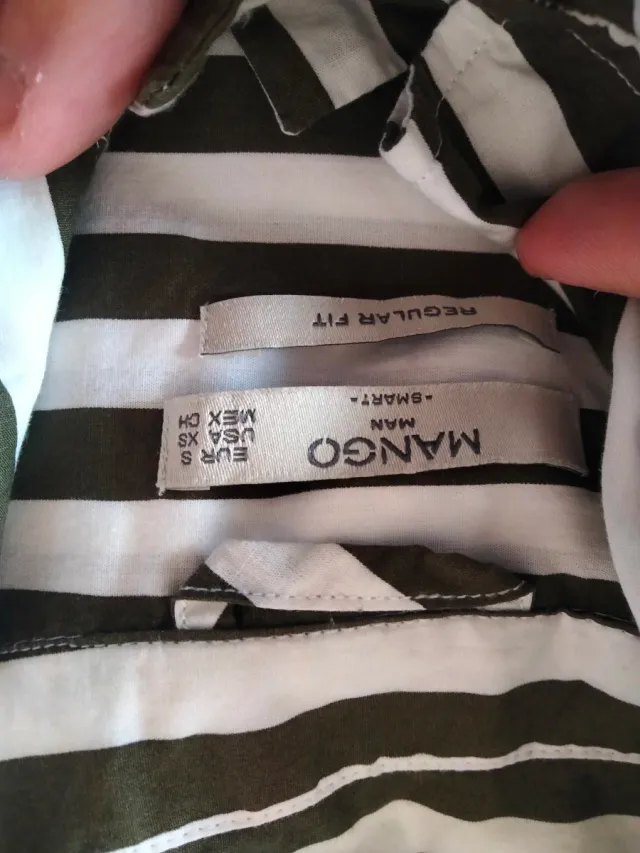 MANGO
MAN
-SMART-
EUR S
USA XS
MEX CH
REGULAR FIT